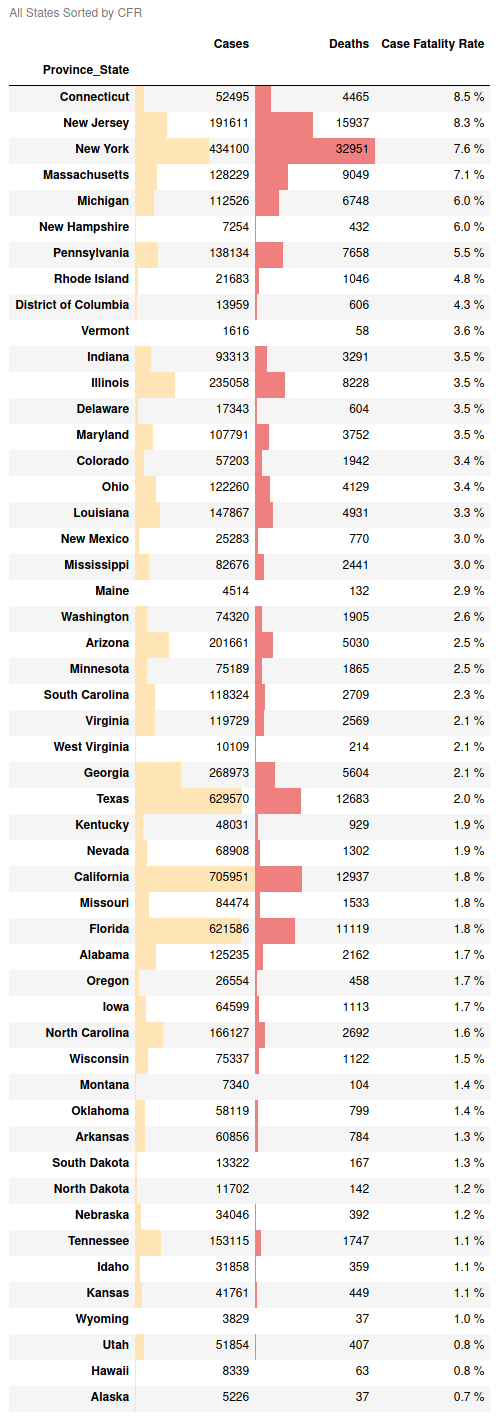 All States Sorted by CFR
Cases Deaths Case Fatality Rate
Province_State
Connecticut 52495 4465 8.5 %
New Jersey 191611 15937 8.3 %
New York 434100 32951 7.6 %
Massachusetts 128229 9049 7.1 %
Michigan 112526 6748 6.0 %
New Hampshire 7254 432 6.0 %
Pennsylvania 138134 7658 5.5 %
Rhode Island 21683 1046 4.8 %
District of Columbia 13959 606 4.3 %
Vermont 1616 58 3.6 %
Indiana 93313 3291 3.5 %
Illinois 235058 8228 3.5 %
Delaware 17343 604 3.5 %
Maryland 107791 3752 3.5 %
Colorado 57203 1942 3.4 %
Ohio 122260 4129 3.4 %
Louisiana 147867 4931 3.3 %
New Mexico 25283 770 3.0 %
Mississippi 82676 2441 3.0 %
Maine 4514 132 2.9 %
Washington 74320 1905 2.6 %
Arizona 201661 5030 2.5 %
Minnesota 75189 1865 2.5 %
South Carolina 118324 2709 2.3 %
Virginia 119729 2569 2.1 %
West Virginia 10109 214 2.1 %
Georgia 268973 5604 2.1 %
Texas 629570 12683 2.0 %
Kentucky 48031 929 1.9 %
Nevada 68908 1302 1.9 %
California 705951 12937 1.8 %
Missouri 84474 1533 1.8 %
Florida 621586 11119 1.8 %
Alabama 125235 2162 1.7 %
Oregon 26554 458 1.7 %
Iowa 64599 1113 1.7 %
North Carolina 166127 2692 1.6 %
Wisconsin 75337 1122 1.5 %
Montana 7340 104 1.4 %
Oklahoma 58119 799 1.4 %
Arkansas 60856 784 1.3 %
South Dakota 13322 167 1.3 %
North Dakota 11702 142 1.2 %
Nebraska 34046 392 1.2 %
Tennessee 153115 1747 1.1 %
Idaho 31858 359 1.1 %
Kansas 41761 449 1.1 %
Wyoming 3829 37 1.0 %
Utah 51854 407 0.8 %
Hawaii 8339 63 0.8 %
Alaska 5226 37 0.7 %